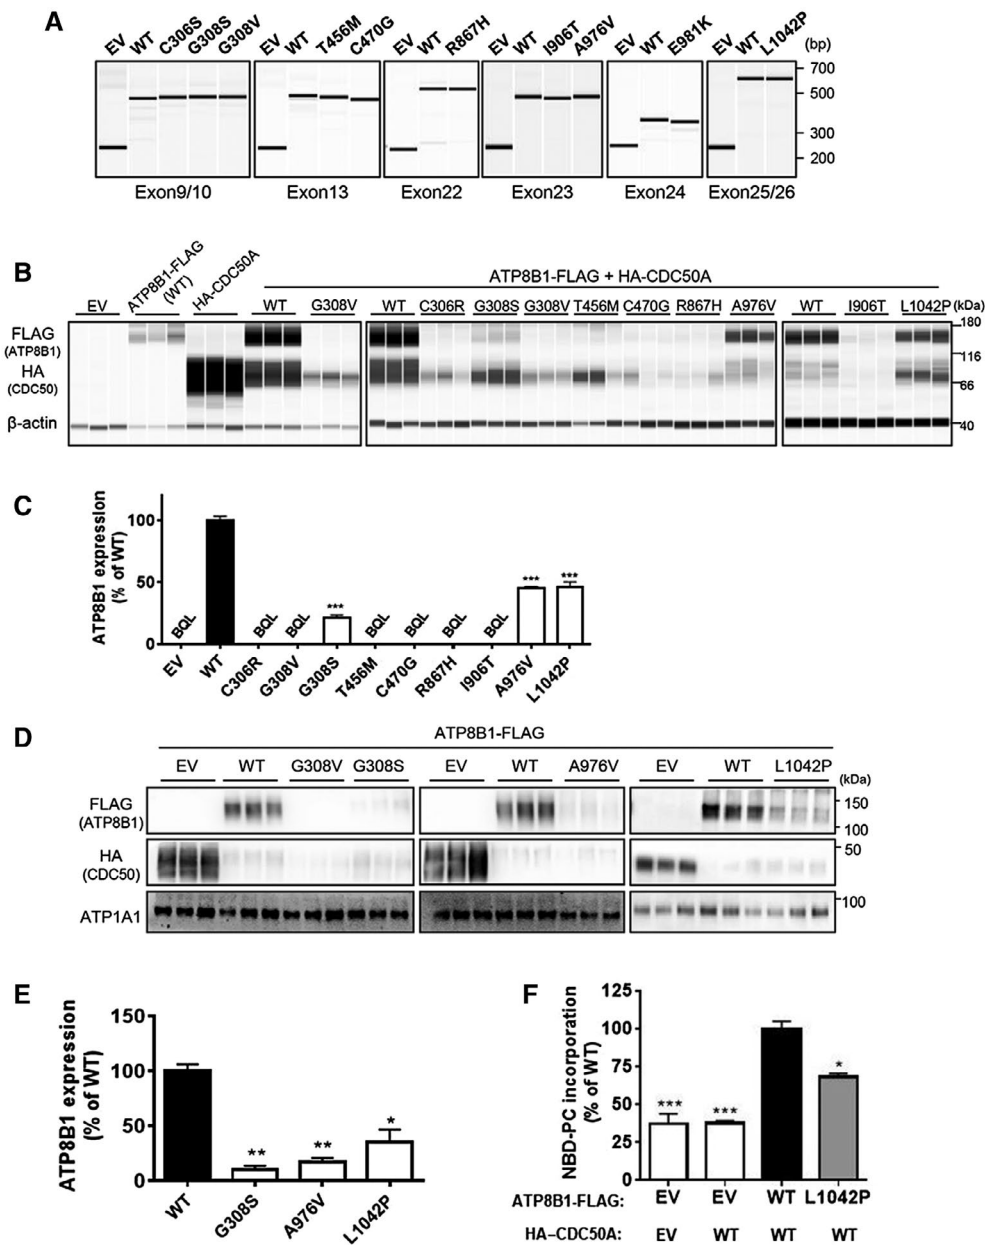 A
EV WT C306S G308S G308V EV WT T456M C470G EV WT R867H EV WT I906T A976V EV WT E981K EV WT L1042P (bp)
700
500
300
200
Exon9/10 Exon13 Exon22 Exon23 Exon24 Exon25/26
B
ATP8B1-FLAG + HA-CDC50A
EV ATP8B1-FLAG (WT) HA-CDC50A WT G308V WT C306R G308S G308V T456M C470G R867H A976V WT I906T L1042P (kDa)
FLAG
(ATP8B1)
HA
(CDC50)
β-actin
180
116
66
40
C
ATP8B1 expression
(% of WT)
100
50
0
BQL BQL BQL *** BQL BQL BQL BQL *** ***
EV WT C306R G308V G308S T456M C470G R867H I906T A976V L1042P
D
ATP8B1-FLAG
EV WT G308V G308S EV WT A976V EV WT L1042P
(kDa)
FLAG
(ATP8B1)
150
100
HA
(CDC50)
50
ATP1A1
100
E
ATP8B1 expression
(% of WT)
150
100
50
0
** ** *
WT G308S A976V L1042P
F
NBD-PC incorporation
(% of WT)
125
100
75
50
25
0
*** *** *
ATP8B1-FLAG: EV EV WT L1042P
HA–CDC50A: EV WT WT WT